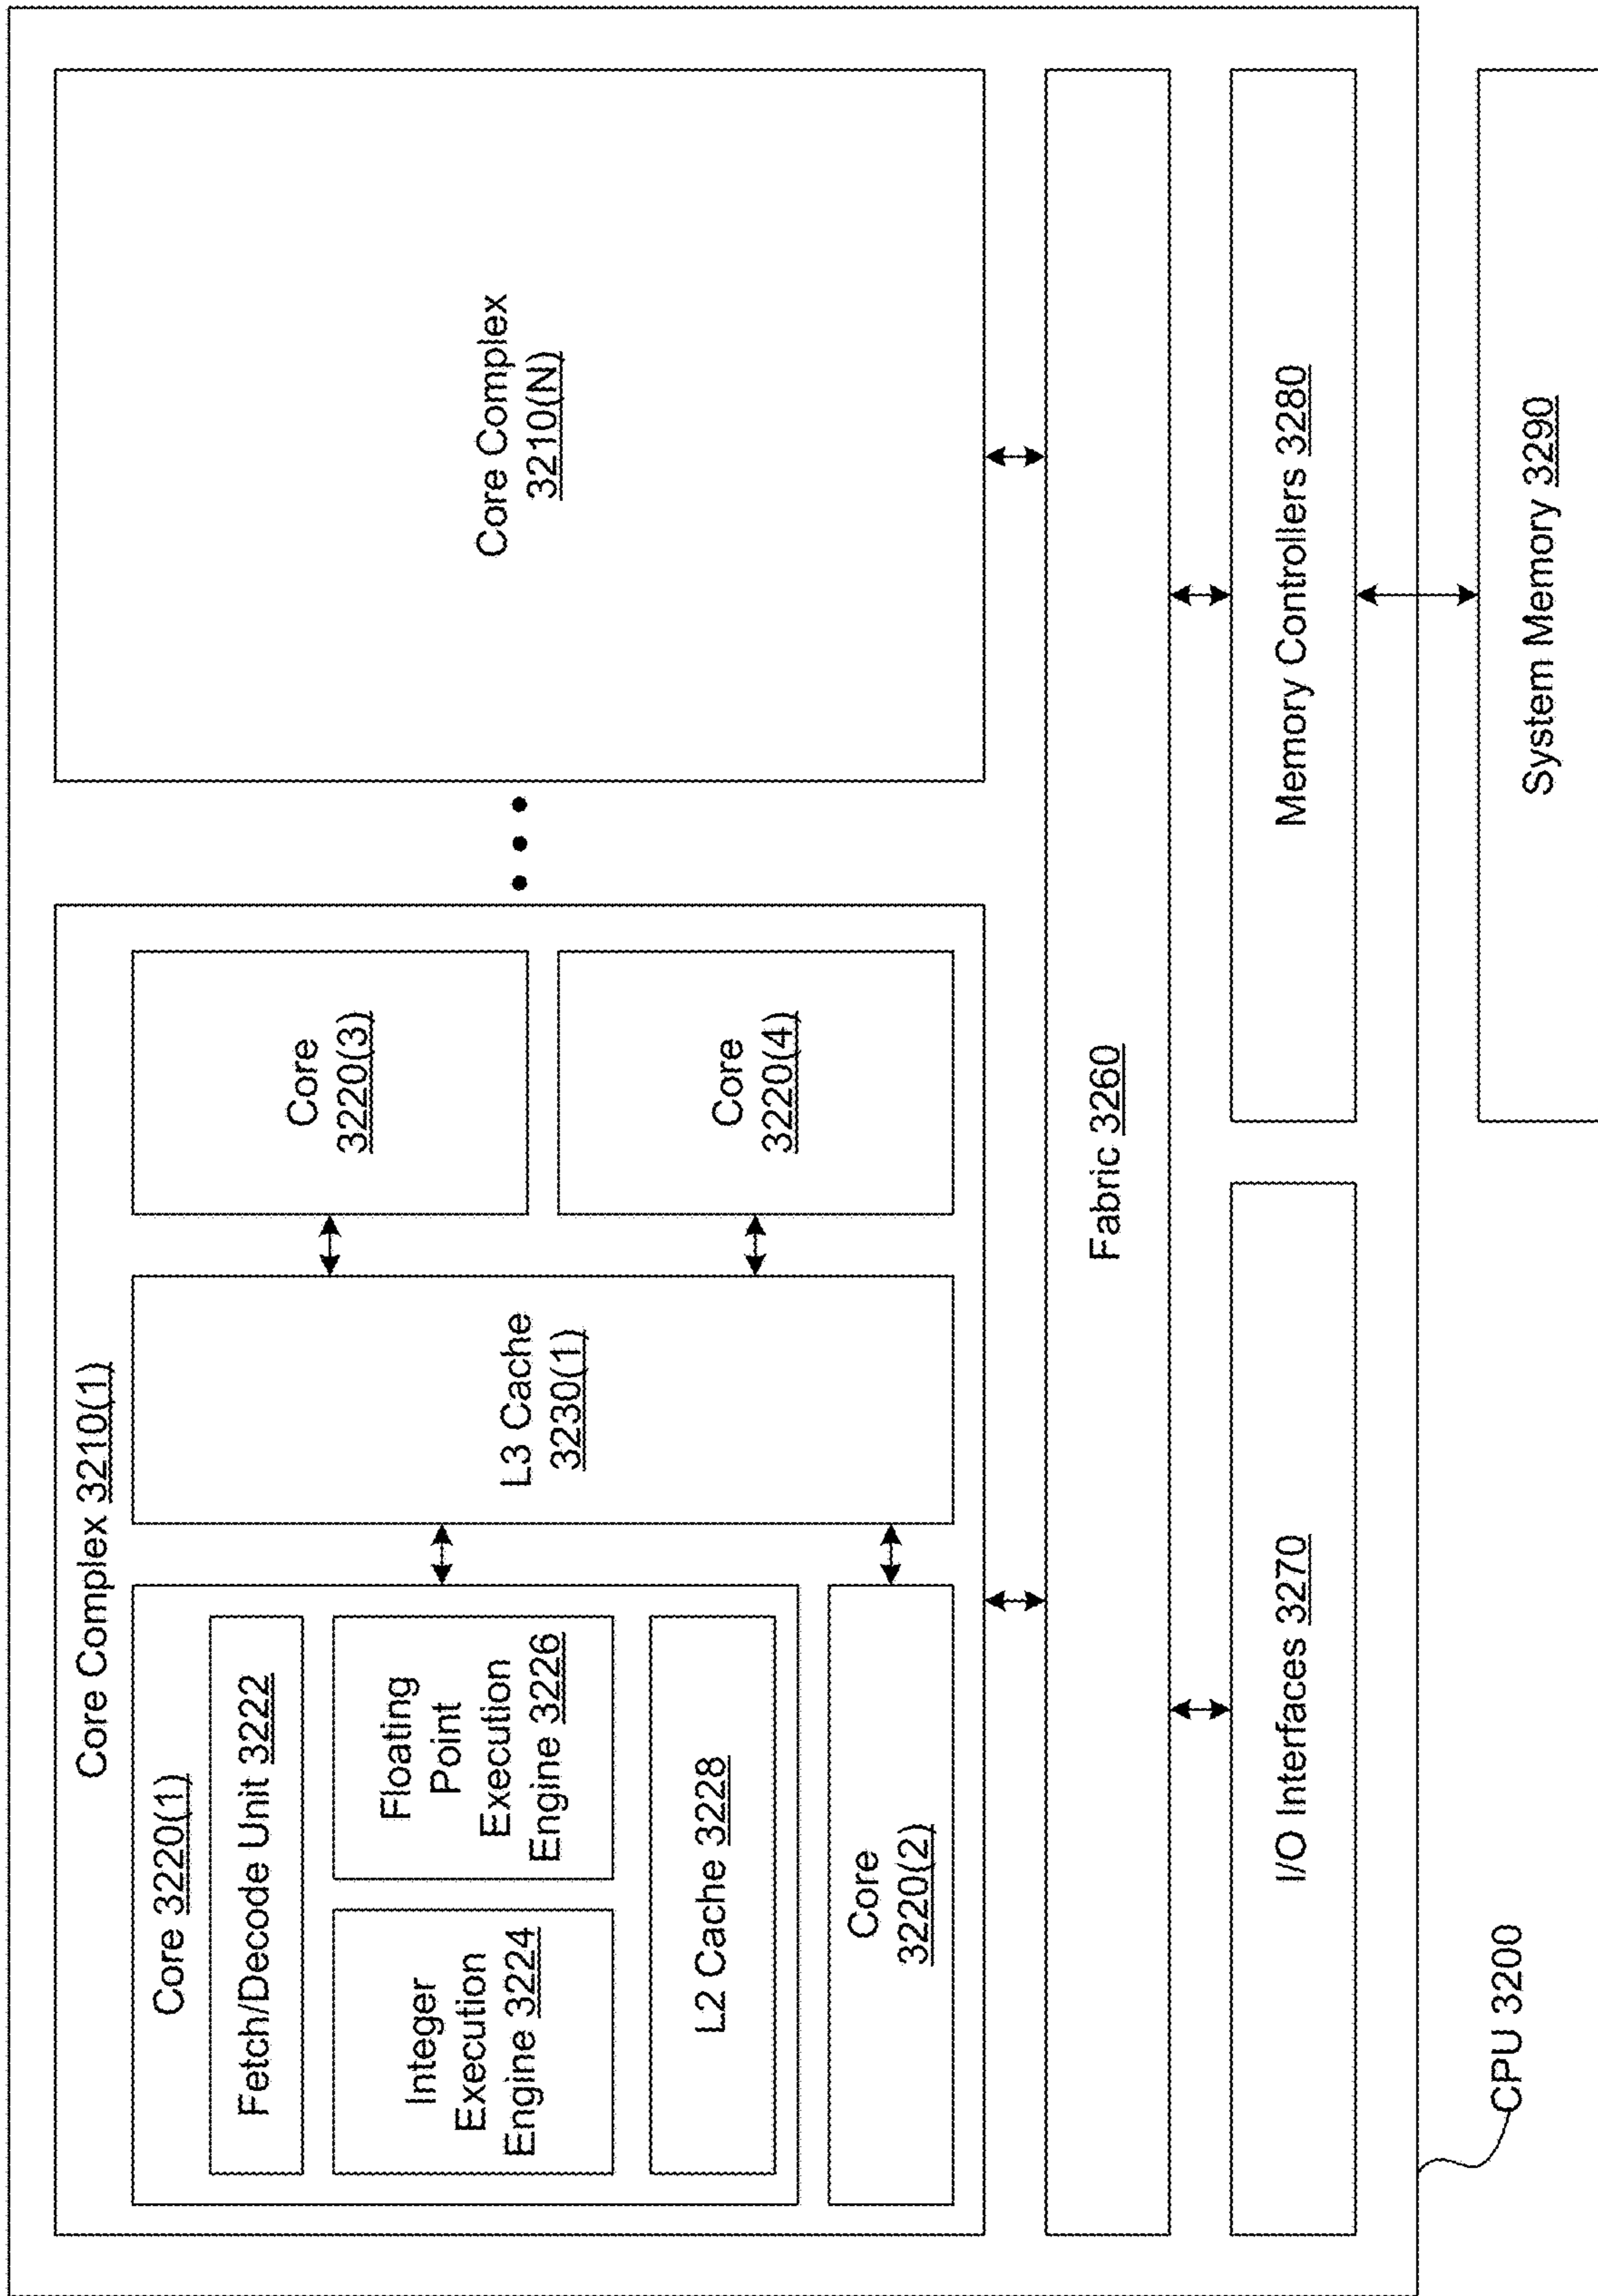 Core Complex 3210(1)
Core 3220(1)
Fetch/Decode Unit 3222
Integer
Execution
Engine 3224
Floating
Point
Execution
Engine 3226
L2 Cache 3228
Core
3220(2)
L3 Cache
3230(1)
Core
3220(3)
Core
3220(4)
Core Complex
3210(N)
Fabric 3260
I/O Interfaces 3270
Memory Controllers 3280
CPU 3200
System Memory 3290